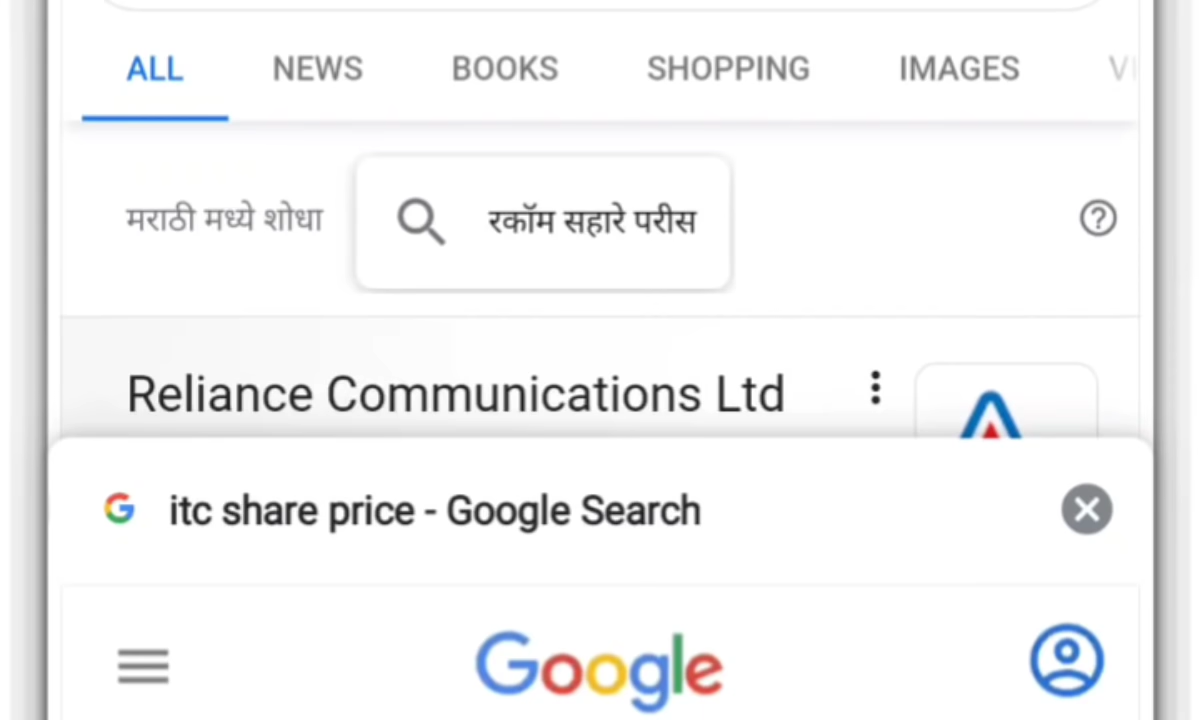 ALL NEWS BOOKS SHOPPING IMAGES
मराठी मध्ये शोधा रकॉम सहारे परीस
Reliance Communications Ltd
itc share price - Google Search
Google